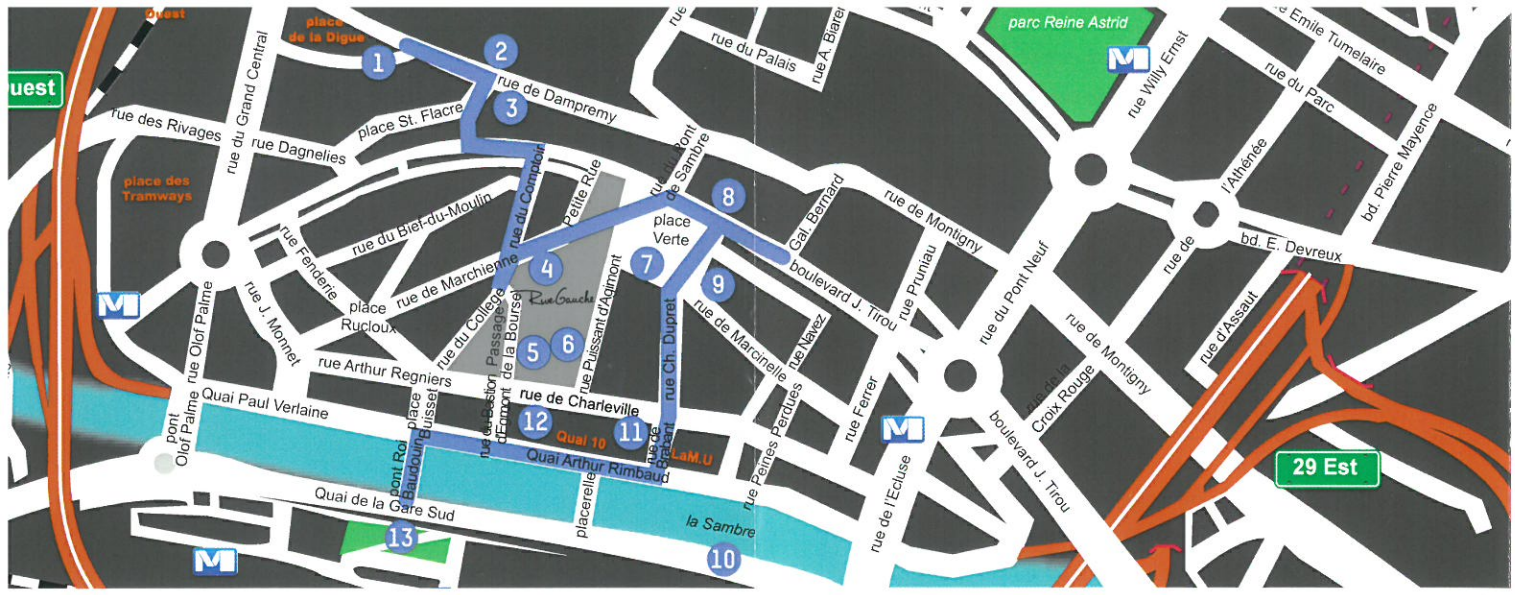 Ouest
place
de la Digue
parc Reine Astrid
rue Emile Tumelaire
rue du Palais
rue A. Biarent
M
uest
1
2
rue de Dampremy
3
rue du Grand Central
place St. Flacre
rue des Rivages
rue Dagnelies
rue Willy Ernst
rue du Parc
bd. Pierre Mayence
place des
Tramways
rue du Bief-du-Moulin
rue du Comptoir
Petite Rue
rue du Pont
de Sambre
8
Gal. Bernard
rue de Montigny
l'Athénée
rue de
bd. E. Devreux
place
Verte
rue Fenderie
rue de Marchienne
4
7
9
boulevard J. Tirou
rue Pruniau
rue du Pont Neuf
M
rue Olof Palme
rue J. Monnet
place
Rucloux
rue du College
Passage
de la Bourse
RueGauche
5
6
rue Puissant d'Agimont
rue Ch. Dupret
rue de Marcinelle
rue Navez
rue d'Assaut
rue de Montigny
rue Arthur Regniers
rue de Charleville
rue Ferrer
rue de la
Croix Rouge
Quai Paul Verlaine
place
Buisset
rue du Bastion
d'Egmont
12
Quai 10
11
rue de
Brabant
LaM.U
rue Peines Perdues
M
boulevard J. Tirou
29 Est
pont
Olof Palme
pont Roi
Baudouin
Quai Arthur Rimbaud
Quai de la Gare Sud
placerelle
la Sambre
rue de l'Ecluse
13
10
M